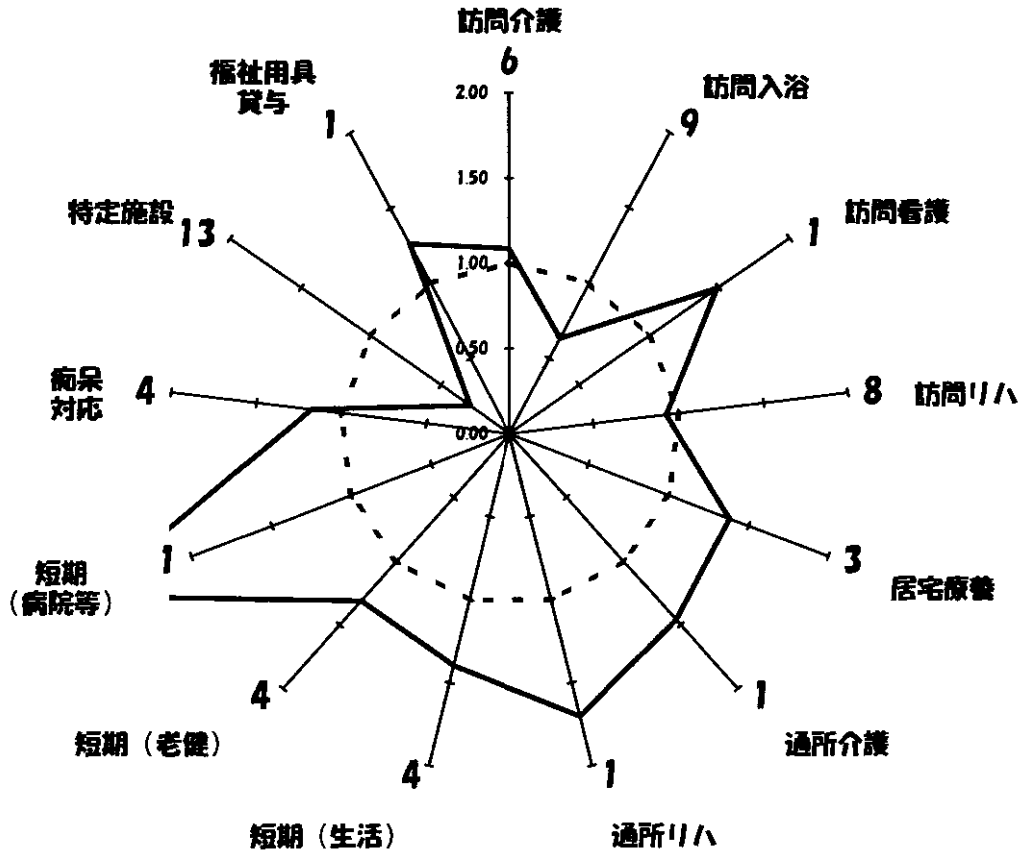 訪問介護
6
福祉用具
貸与
1
訪問入浴
9
2.00
1.50
1.00
0.50
0.00
特定施設
13
訪問看護
1
痴呆
対応
4
8
訪問リハ
短期
(病院等)
1
3
居宅療養
短期(老健)
4
1
通所介護
4
短期(生活)
1
通所リハ